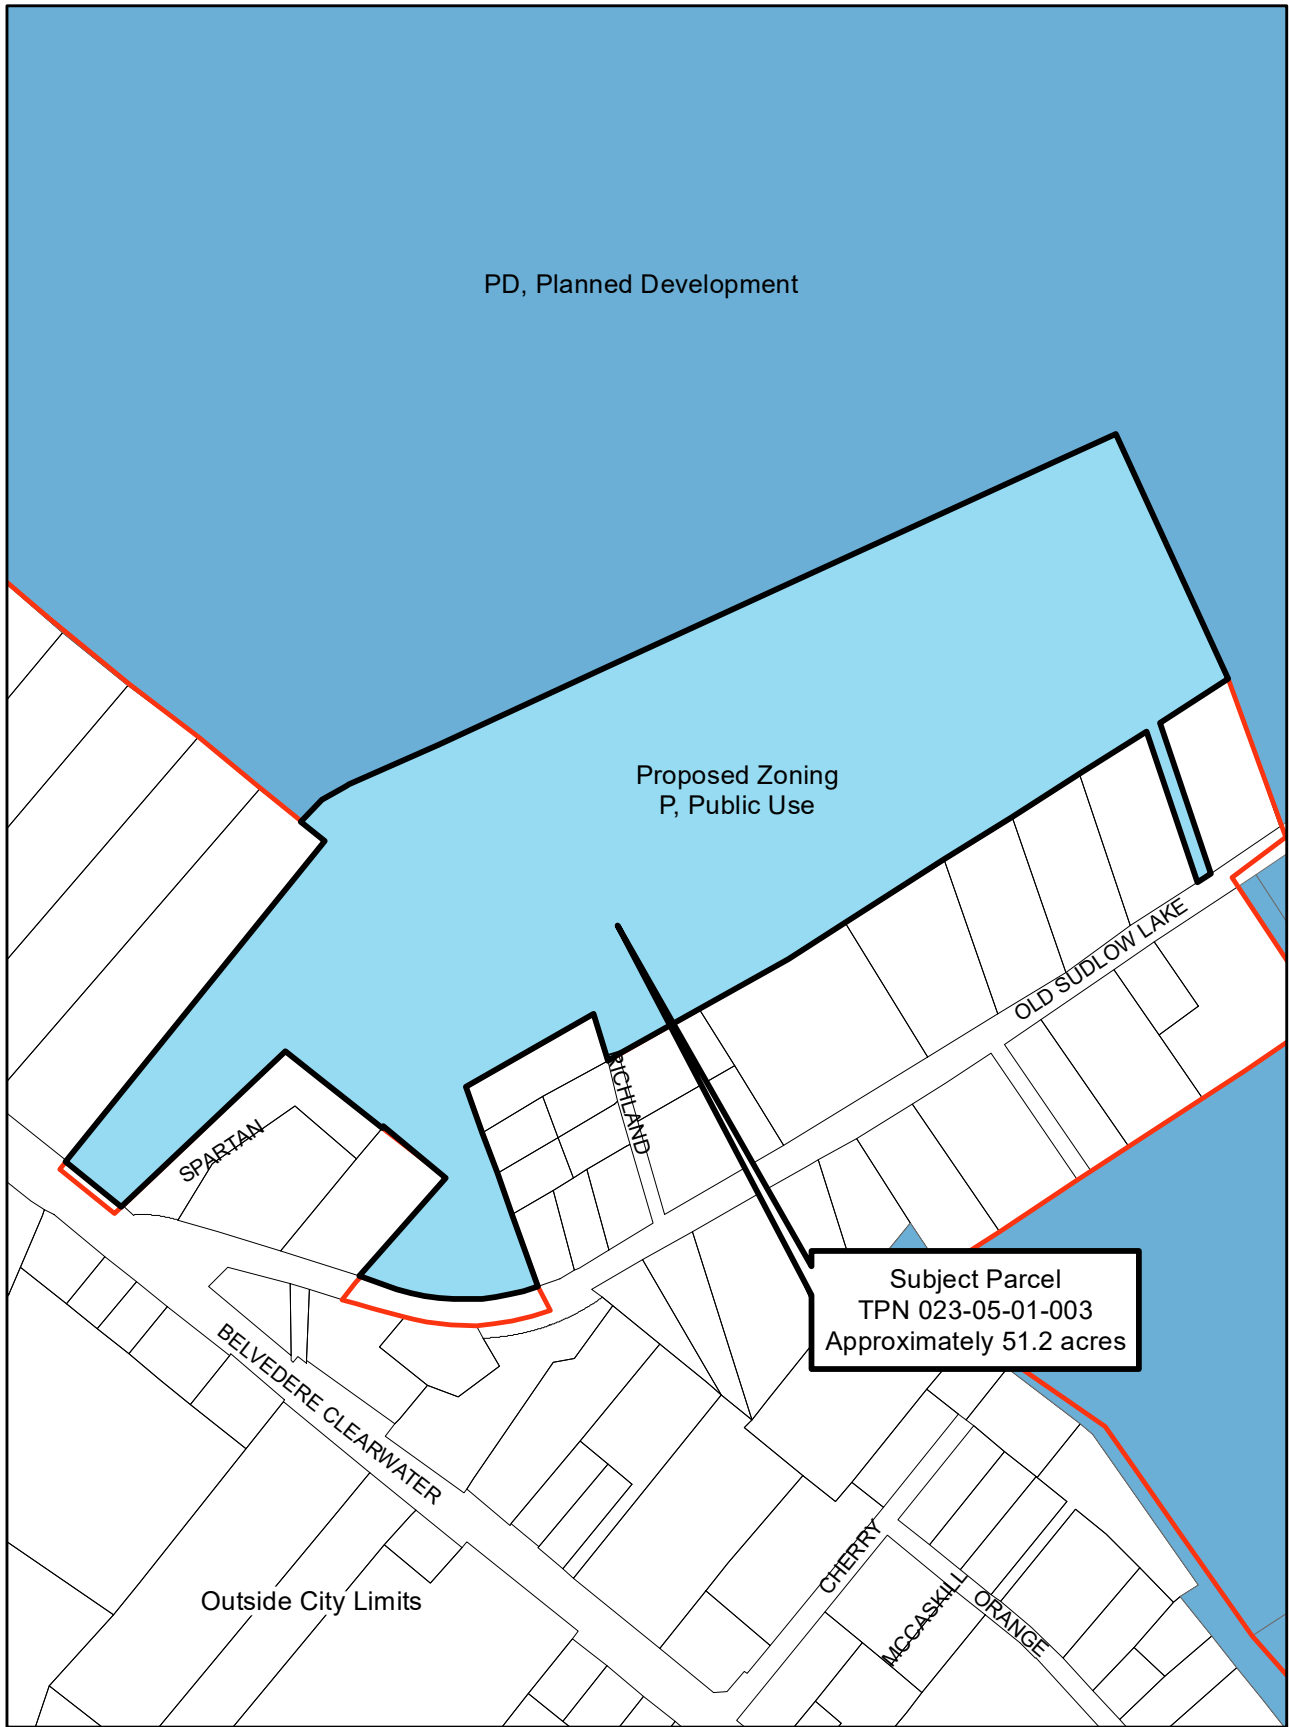 PD, Planned Development
Proposed Zoning
P, Public Use
OLD SUDLOW LAKE
RICHLAND
SPARTAN
Subject Parcel
TPN 023-05-01-003
Approximately 51.2 acres
BELVEDERE CLEARWATER
CHERRY
MCCASKILL
ORANGE
Outside City Limits